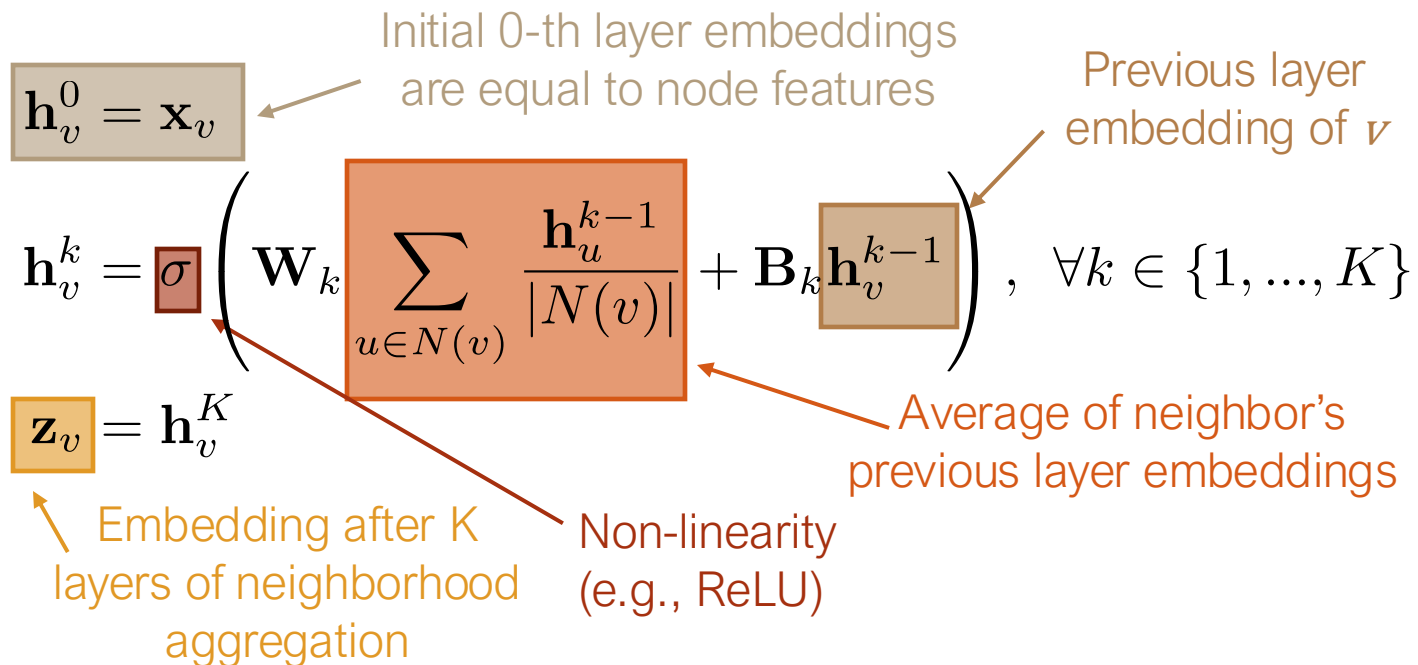 Initial 0-th layer embeddings
are equal to node features
Previous layer
embedding of v
h_v^0 = x_v
h_v^k = σ ( W_k ∑_{u∈N(v)} h_u^{k−1} / |N(v)| + B_k h_v^{k−1} ) , ∀k ∈ {1, ..., K}
z_v = h_v^K
Average of neighbor’s
previous layer embeddings
Embedding after K
layers of neighborhood
aggregation
Non-linearity
(e.g., ReLU)